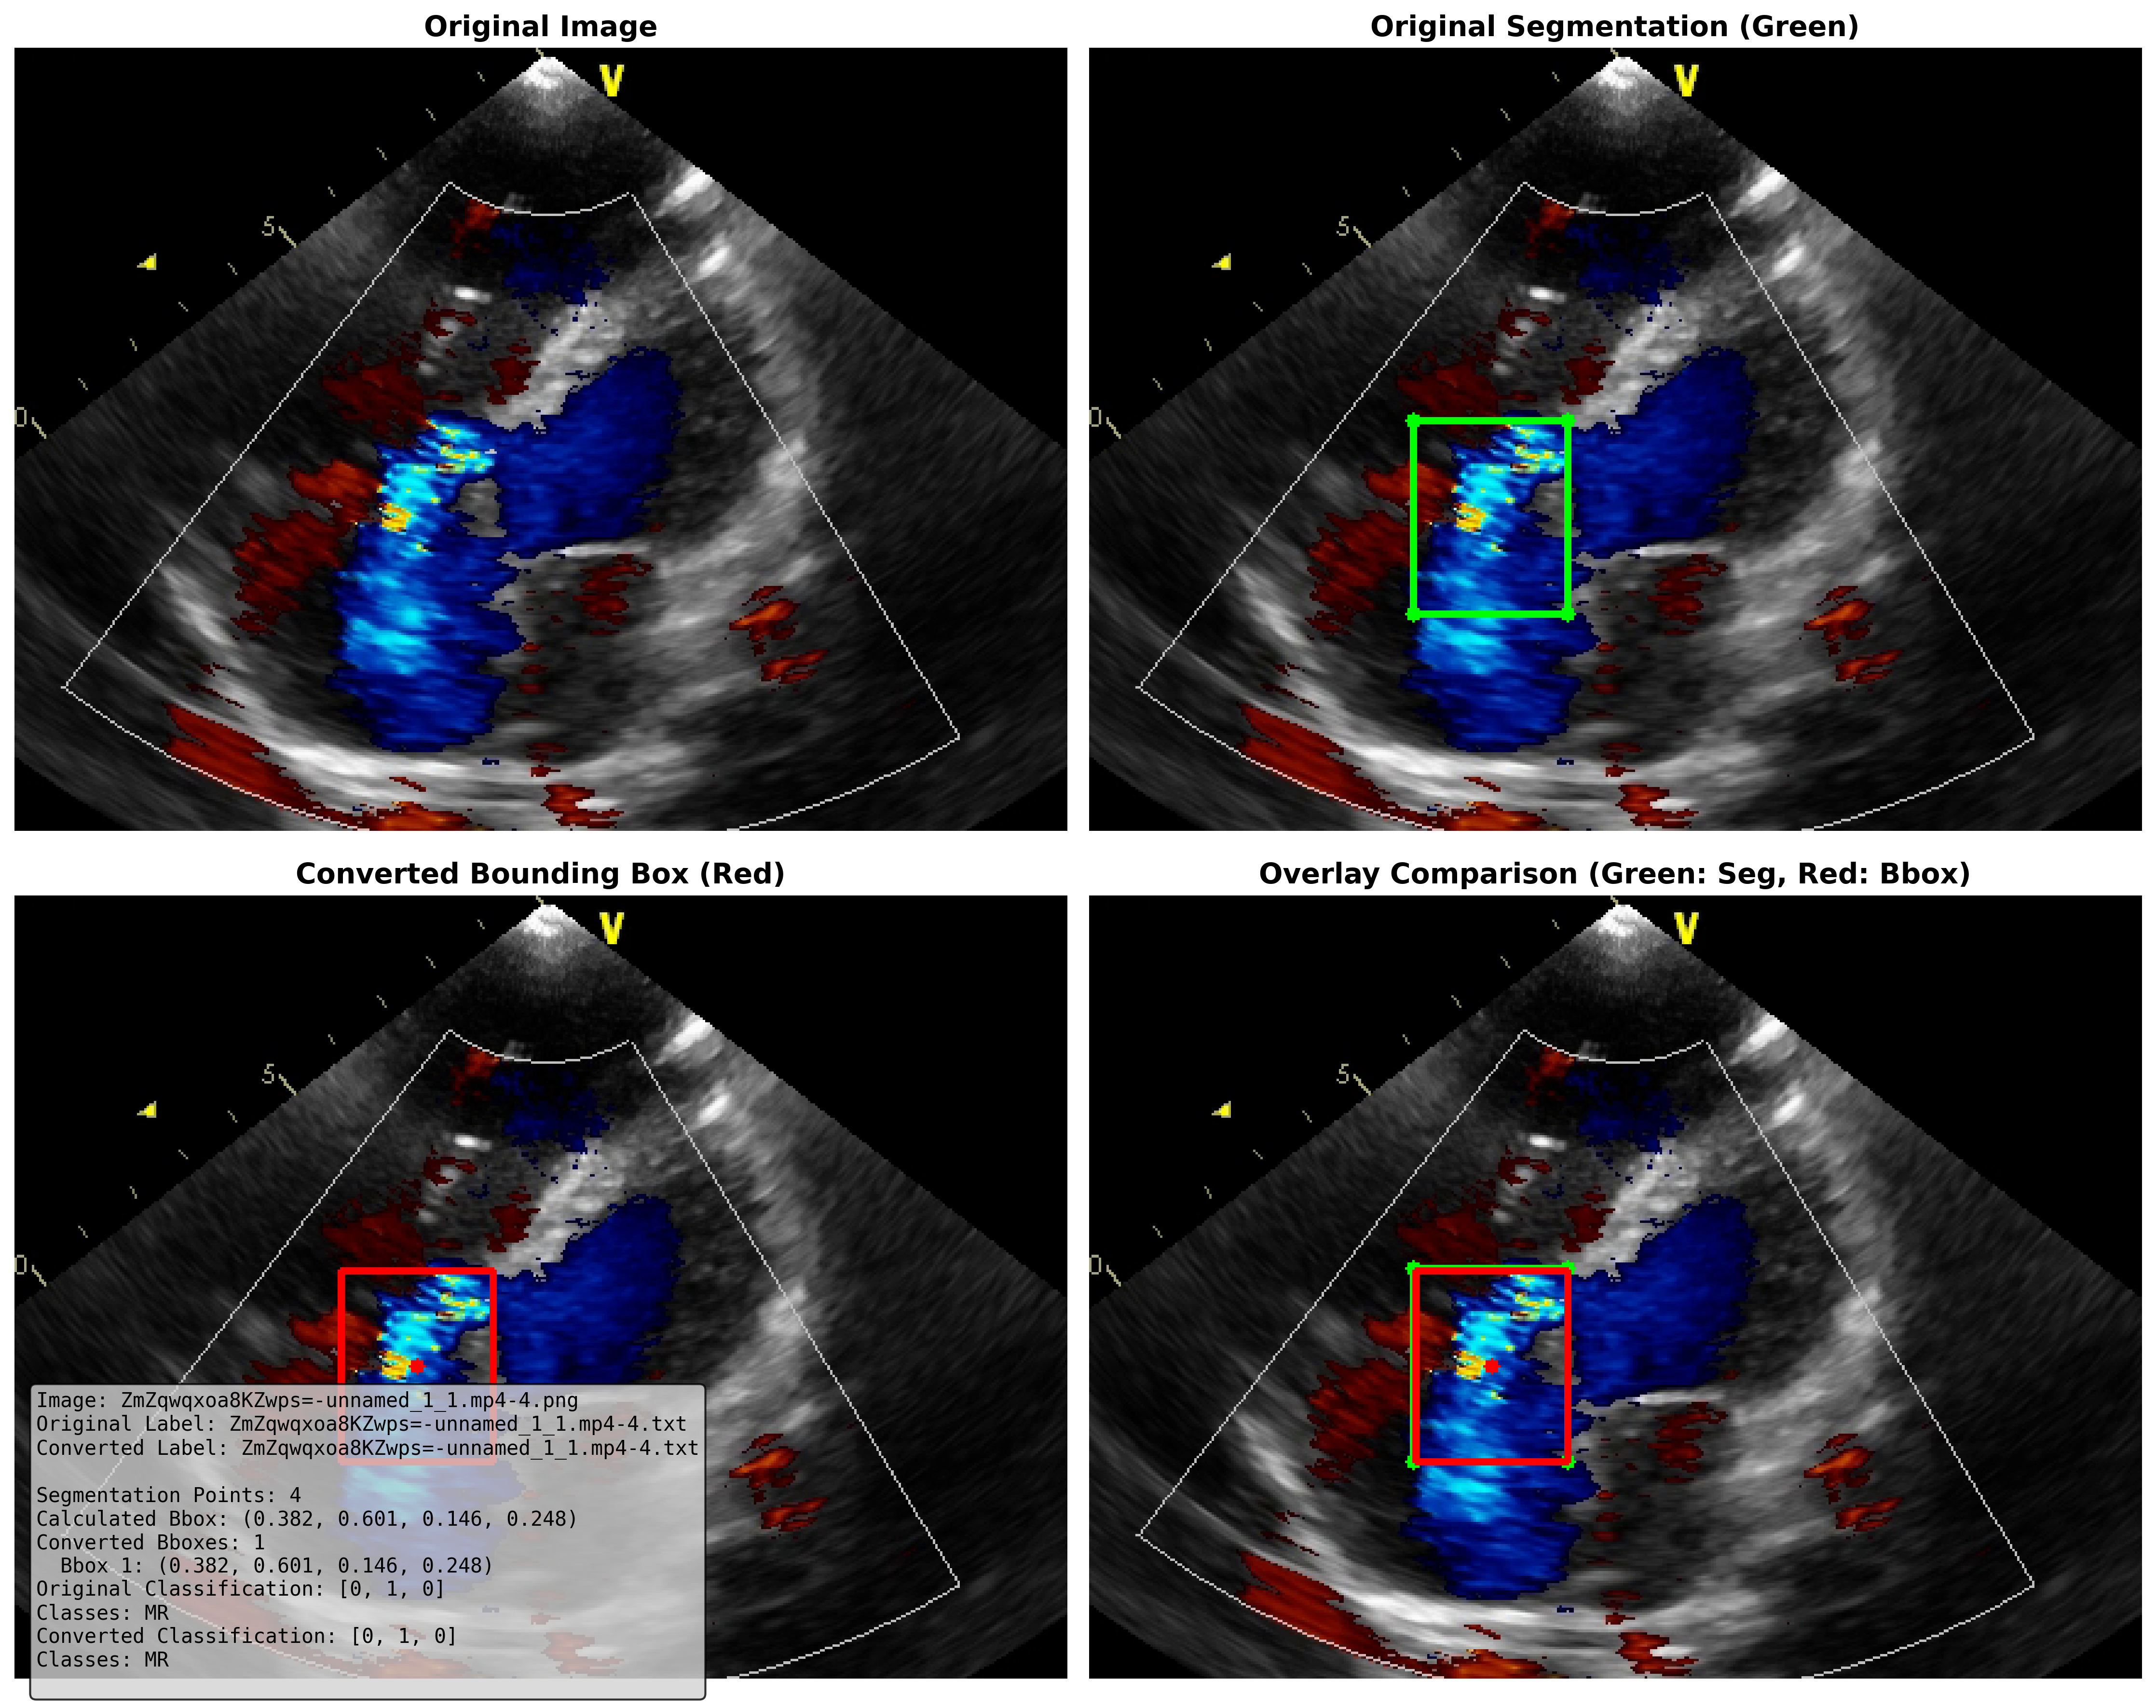 Original Image
Original Segmentation (Green)
V
V
5
5
0
0
Converted Bounding Box (Red)
Overlay Comparison (Green: Seg, Red: Bbox)
V
V
5
5
0
0
Image: ZmZqwqxoa8KZwps=-unnamed_1_1.mp4-4.png
Original Label: ZmZqwqxoa8KZwps=-unnamed_1_1.mp4-4.txt
Converted Label: ZmZqwqxoa8KZwps=-unnamed_1_1.mp4-4.txt
Segmentation Points: 4
Calculated Bbox: (0.382, 0.601, 0.146, 0.248)
Converted Bboxes: 1
Bbox 1: (0.382, 0.601, 0.146, 0.248)
Original Classification: [0, 1, 0]
Classes: MR
Converted Classification: [0, 1, 0]
Classes: MR